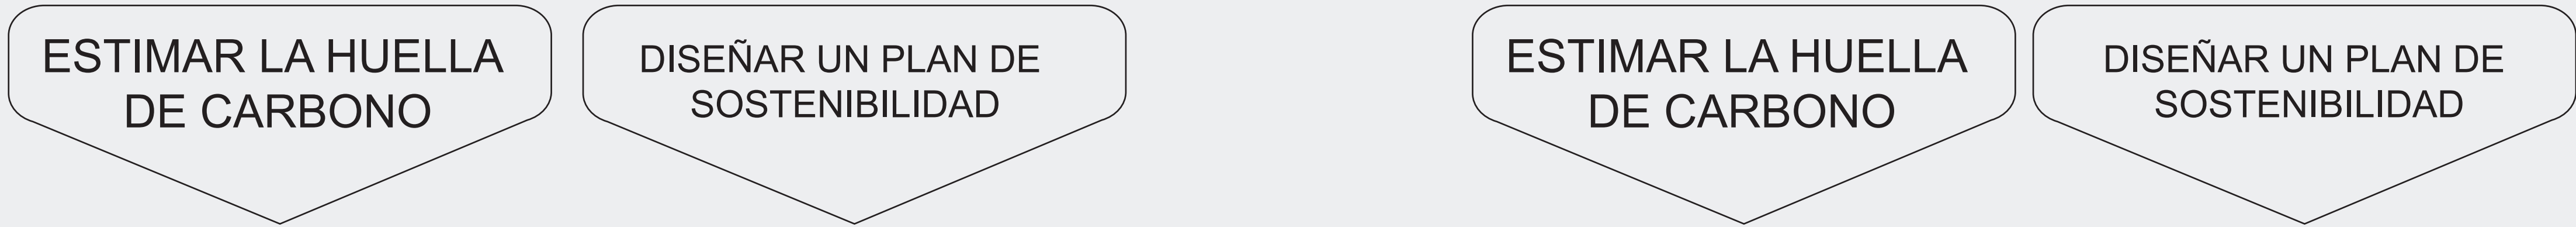 ESTIMAR LA HUELLA
DE CARBONO
DISEÑAR UN PLAN DE
SOSTENIBILIDAD
ESTIMAR LA HUELLA
DE CARBONO
DISEÑAR UN PLAN DE
SOSTENIBILIDAD